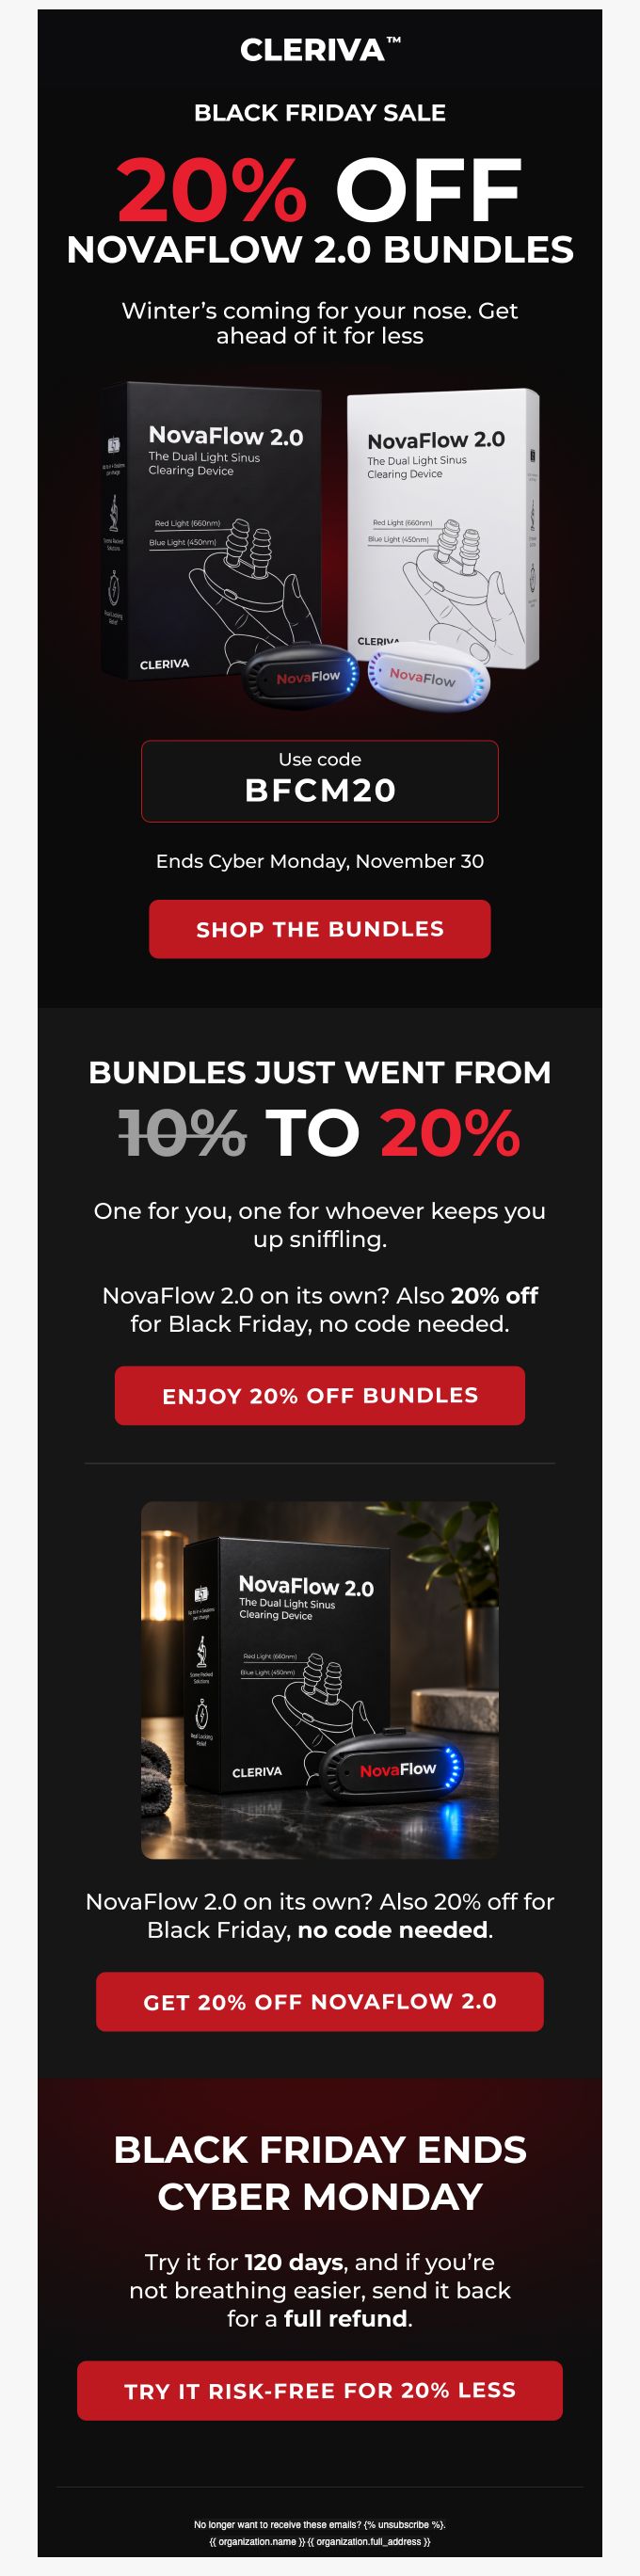 CLERIVA™
BLACK FRIDAY SALE
20% OFF
NOVAFLOW 2.0 BUNDLES
Winter's coming for your nose. Get
ahead of it for less
NovaFlow 2.0
The Dual Light Sinus
Clearing Device
Red Light (660nm)
Blue Light (450nm)
CLERIVA
NovaFlow 2.0
The Dual Light Sinus
Clearing Device
Red Light (660nm)
Blue Light (450nm)
CLERIVA
NovaFlow
NovaFlow
Use code
BFCM20
Ends Cyber Monday, November 30
SHOP THE BUNDLES
BUNDLES JUST WENT FROM
10% TO 20%
One for you, one for whoever keeps you
up sniffling.
NovaFlow 2.0 on its own? Also 20% off
for Black Friday, no code needed.
ENJOY 20% OFF BUNDLES
NovaFlow 2.0
The Dual Light Sinus
Clearing Device
Red Light (660nm)
Blue Light (450nm)
CLERIVA
NovaFlow
NovaFlow 2.0 on its own? Also 20% off for
Black Friday, no code needed.
GET 20% OFF NOVAFLOW 2.0
BLACK FRIDAY ENDS
CYBER MONDAY
Try it for 120 days, and if you're
not breathing easier, send it back
for a full refund.
TRY IT RISK-FREE FOR 20% LESS
No longer want to receive these emails? {% unsubscribe %}.
{{ organization.name }} {{ organization.full_address }}